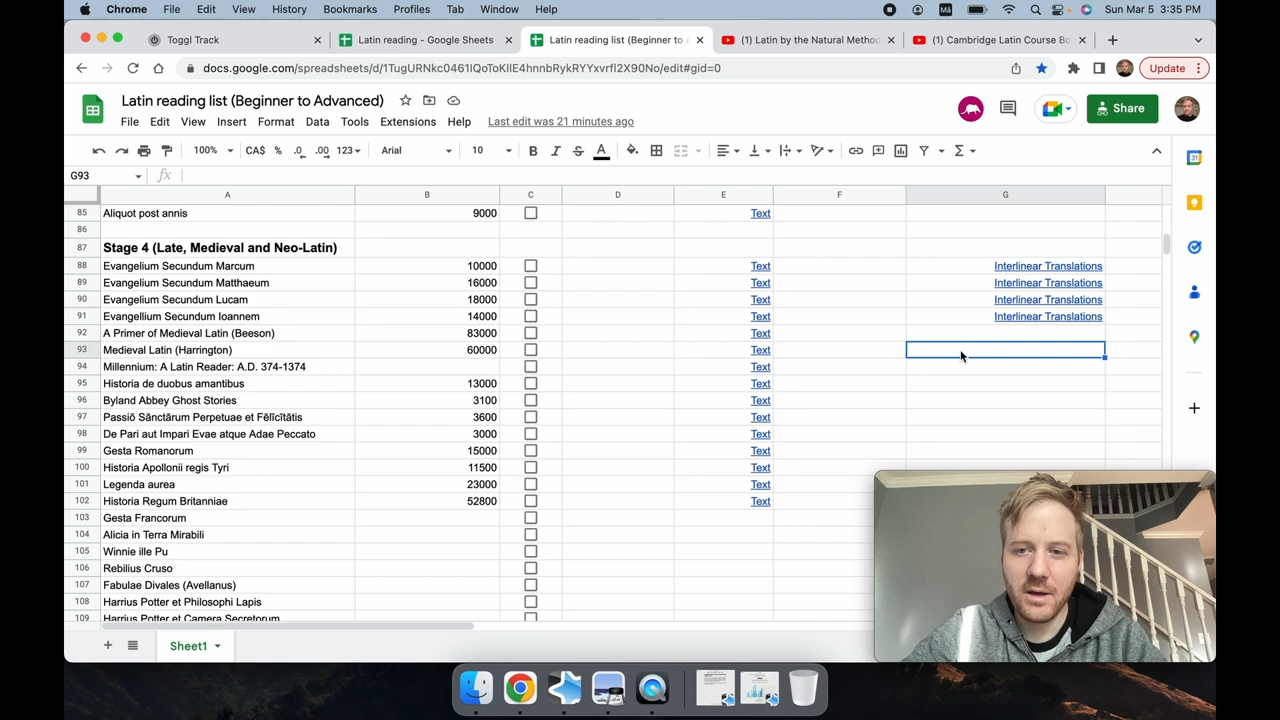 Chrome File Edit View History Bookmarks Profiles Tab Window Help Sun Mar 5 3:35 PM
Toggl Track Latin reading - Google Sheets Latin reading list (Beginner to A (1) Latin by the Natural Method (1) Cambridge Latin Course Bo
docs.google.com/spreadsheets/d/1TugURNkc0461IQoToKIlE4hnnbRykRYYxvrfI2X90No/edit#gid=0 Update
Latin reading list (Beginner to Advanced) Share
File Edit View Insert Format Data Tools Extensions Help Last edit was 21 minutes ago
100% CA$ % .0 .00 123 Arial 10 B I S A
G93 fx
A B C D E F G
85 Aliquot post annis 9000 Text
86
87 Stage 4 (Late, Medieval and Neo-Latin)
88 Evangelium Secundum Marcum 10000 Text Interlinear Translations
89 Evangelium Secundum Matthaeum 16000 Text Interlinear Translations
90 Evangelium Secundum Lucam 18000 Text Interlinear Translations
91 Evangellium Secundum Ioannem 14000 Text Interlinear Translations
92 A Primer of Medieval Latin (Beeson) 83000 Text
93 Medieval Latin (Harrington) 60000 Text
94 Millennium: A Latin Reader: A.D. 374-1374 Text
95 Historia de duobus amantibus 13000 Text
96 Byland Abbey Ghost Stories 3100 Text
97 Passiō Sānctārum Perpetuae et Fēlīcitātis 3600 Text
98 De Pari aut Impari Evae atque Adae Peccato 3000 Text
99 Gesta Romanorum 15000 Text
100 Historia Apollonii regis Tyri 11500 Text
101 Legenda aurea 23000 Text
102 Historia Regum Britanniae 52800 Text
103 Gesta Francorum
104 Alicia in Terra Mirabili
105 Winnie ille Pu
106 Rebilius Cruso
107 Fabulae Divales (Avellanus)
108 Harrius Potter et Philosophi Lapis
109 Harrius Potter et Camera Secretorum
Sheet1